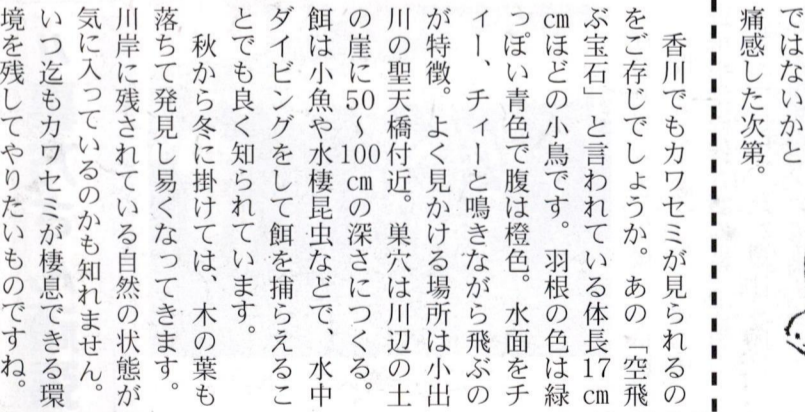 ではないかと
痛感した次第。
香川でもカワセミが見られるの
をご存じでしょうか。あの「空飛
ぶ宝石」と言われている体長17cm
cmほどの小鳥です。羽根の色は緑
っぽい青色で腹は橙色。水面をチ
ィー、チィーと鳴きながら飛ぶの
が特徴。よく見かける場所は小出
川の聖天橋付近。巣穴は川辺の土
の崖に50～100cmの深さにつくる。
餌は小魚や水棲昆虫などで、水中
ダイビングをして餌を捕らえるこ
とでも良く知られています。
秋から冬に掛けては、木の葉も
落ちて発見し易くなってきます。
川岸に残されている自然の状態が
気に入っているのかも知れません。
いつ迄もカワセミが棲息できる環
境を残してやりたいものですね。